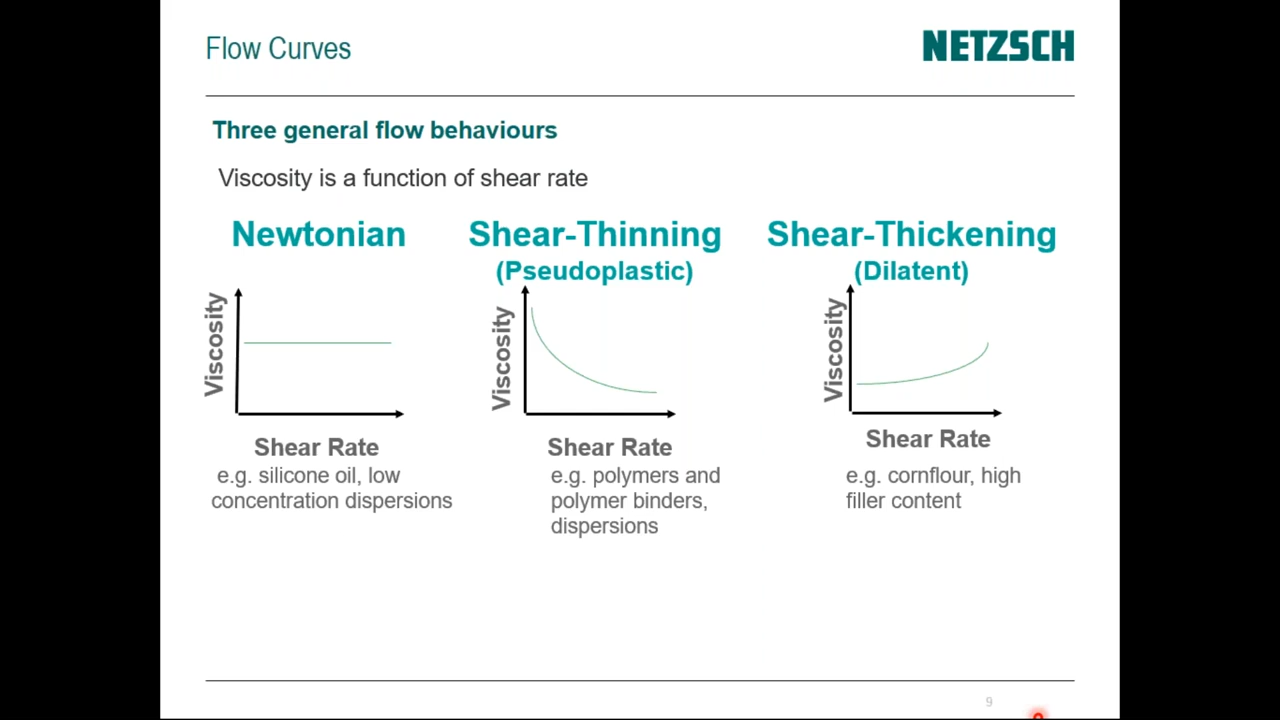 Flow Curves
NETZSCH
Three general flow behaviours
Viscosity is a function of shear rate
Newtonian
Viscosity
Shear Rate
e.g. silicone oil, low
concentration dispersions
Shear-Thinning
(Pseudoplastic)
Viscosity
Shear Rate
e.g. polymers and
polymer binders,
dispersions
Shear-Thickening
(Dilatent)
Viscosity
Shear Rate
e.g. cornflour, high
filler content
9